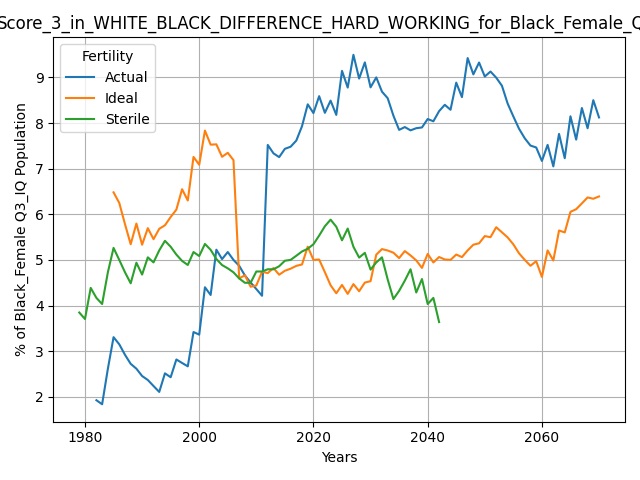 Score_3_in_WHITE_BLACK_DIFFERENCE_HARD_WORKING_for_Black_Female_Q
Fertility
Actual
Ideal
Sterile
% of Black_Female Q3_IQ Population
9
8
7
6
5
4
3
2
1980 2000 2020 2040 2060
Years